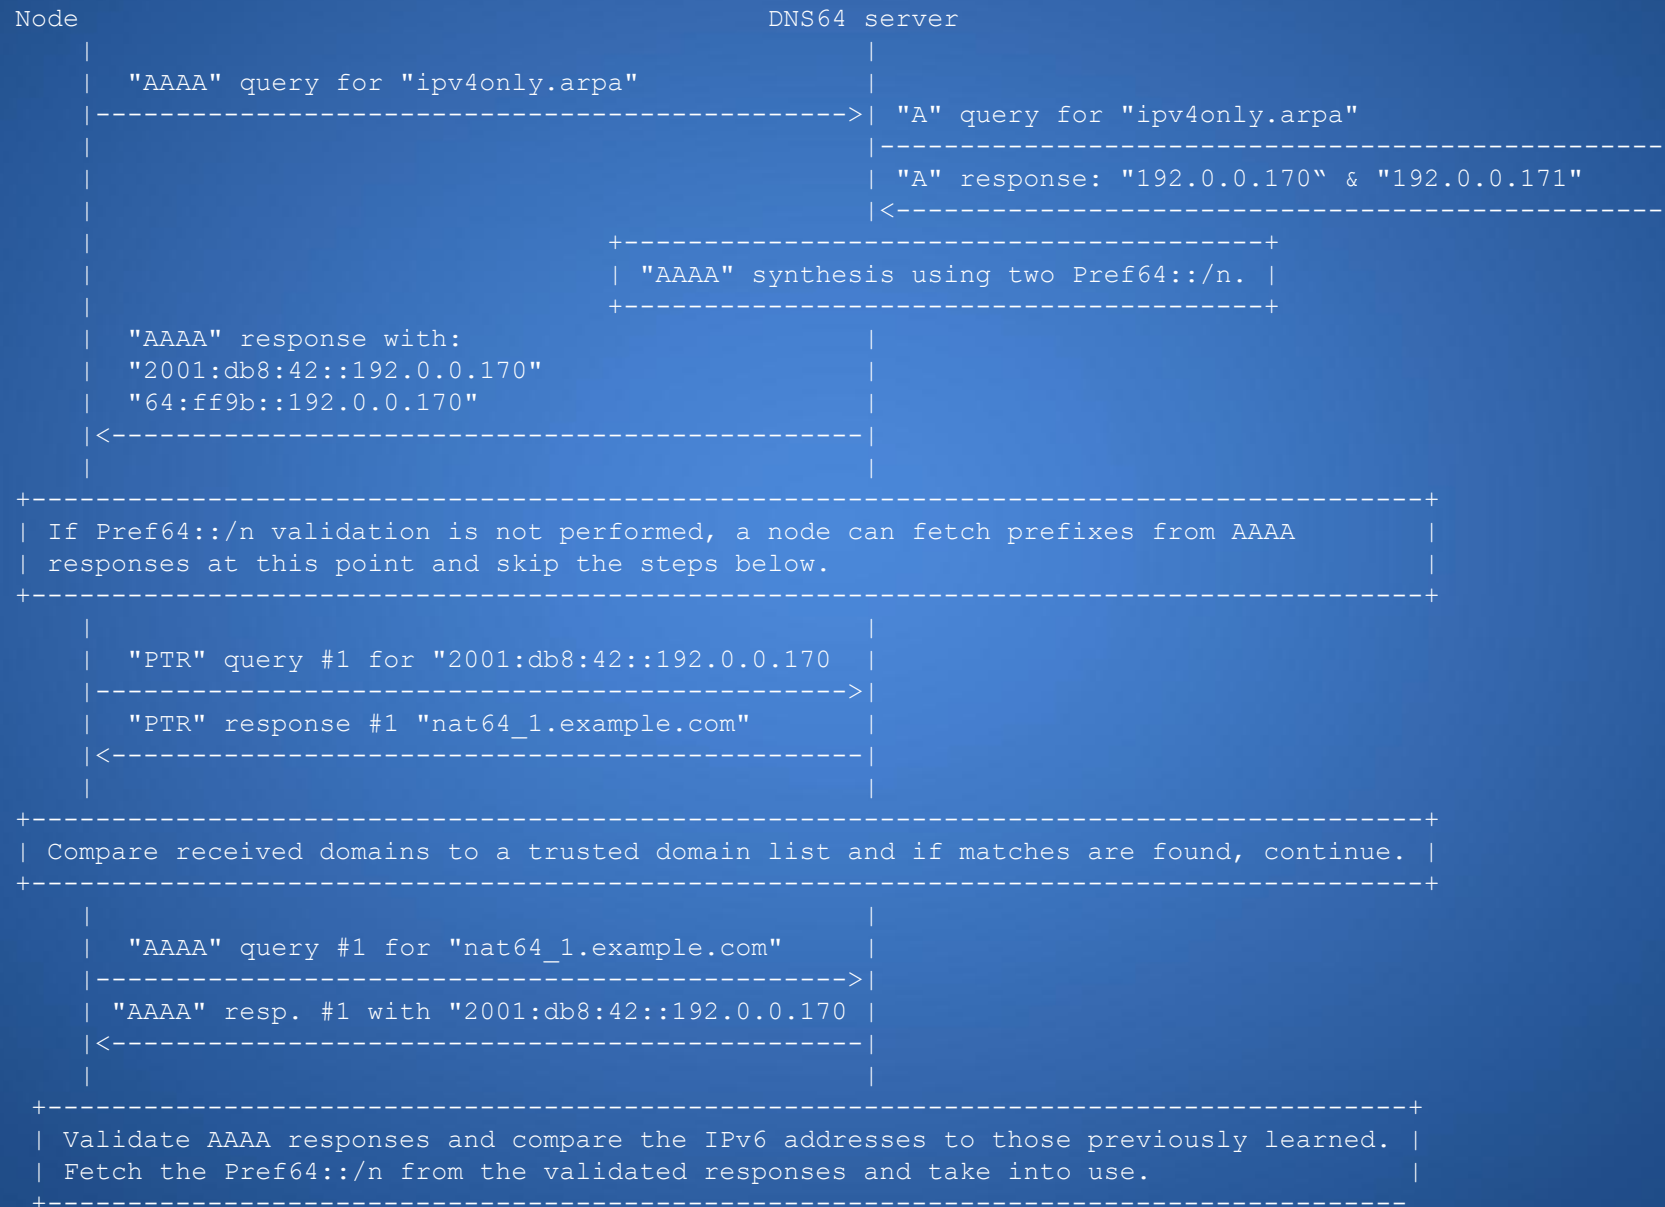 Node DNS64 server
"AAAA" query for "ipv4only.arpa"
"A" query for "ipv4only.arpa"
"A" response: "192.0.0.170‟ & "192.0.0.171"
"AAAA" synthesis using two Pref64::/n.
"AAAA" response with:
"2001:db8:42::192.0.0.170"
"64:ff9b::192.0.0.170"
If Pref64::/n validation is not performed, a node can fetch prefixes from AAAA
responses at this point and skip the steps below.
"PTR" query #1 for "2001:db8:42::192.0.0.170
"PTR" response #1 "nat64_1.example.com"
Compare received domains to a trusted domain list and if matches are found, continue.
"AAAA" query #1 for "nat64_1.example.com"
"AAAA" resp. #1 with "2001:db8:42::192.0.0.170
Validate AAAA responses and compare the IPv6 addresses to those previously learned.
Fetch the Pref64::/n from the validated responses and take into use.